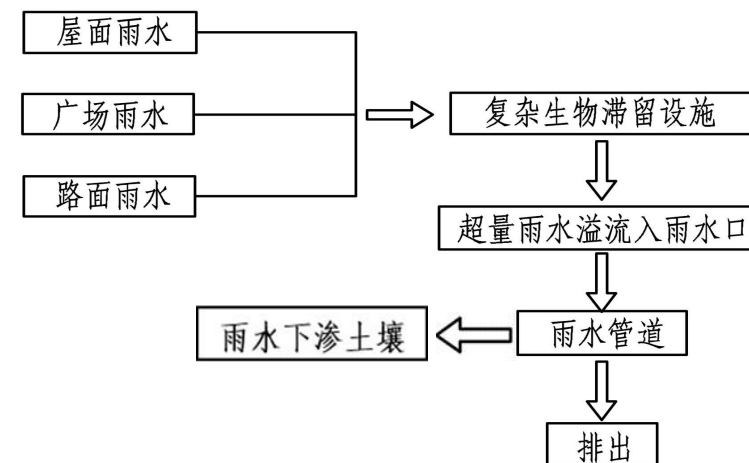 屋面雨水
广场雨水
复杂生物滞留设施
路面雨水
超量雨水溢流入雨水口
雨水下渗土壤
雨水管道
排出